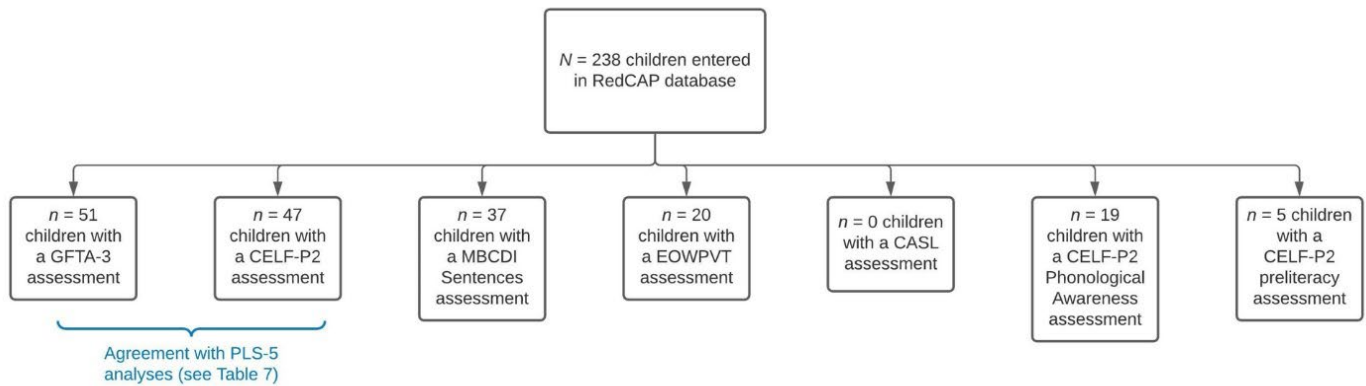 N = 238 children entered
in RedCAP database
n = 51
children with
a GFTA-3
assessment
n = 47
children with
a CELF-P2
assessment
n = 37
children with
a MBCDI
Sentences
assessment
n = 20
children with
a EOWPVT
assessment
n = 0 children
with a CASL
assessment
n = 19
children with
a CELF-P2
Phonological
Awareness
assessment
n = 5 children
with a
CELF-P2
preliteracy
assessment
Agreement with PLS-5
analyses (see Table 7)